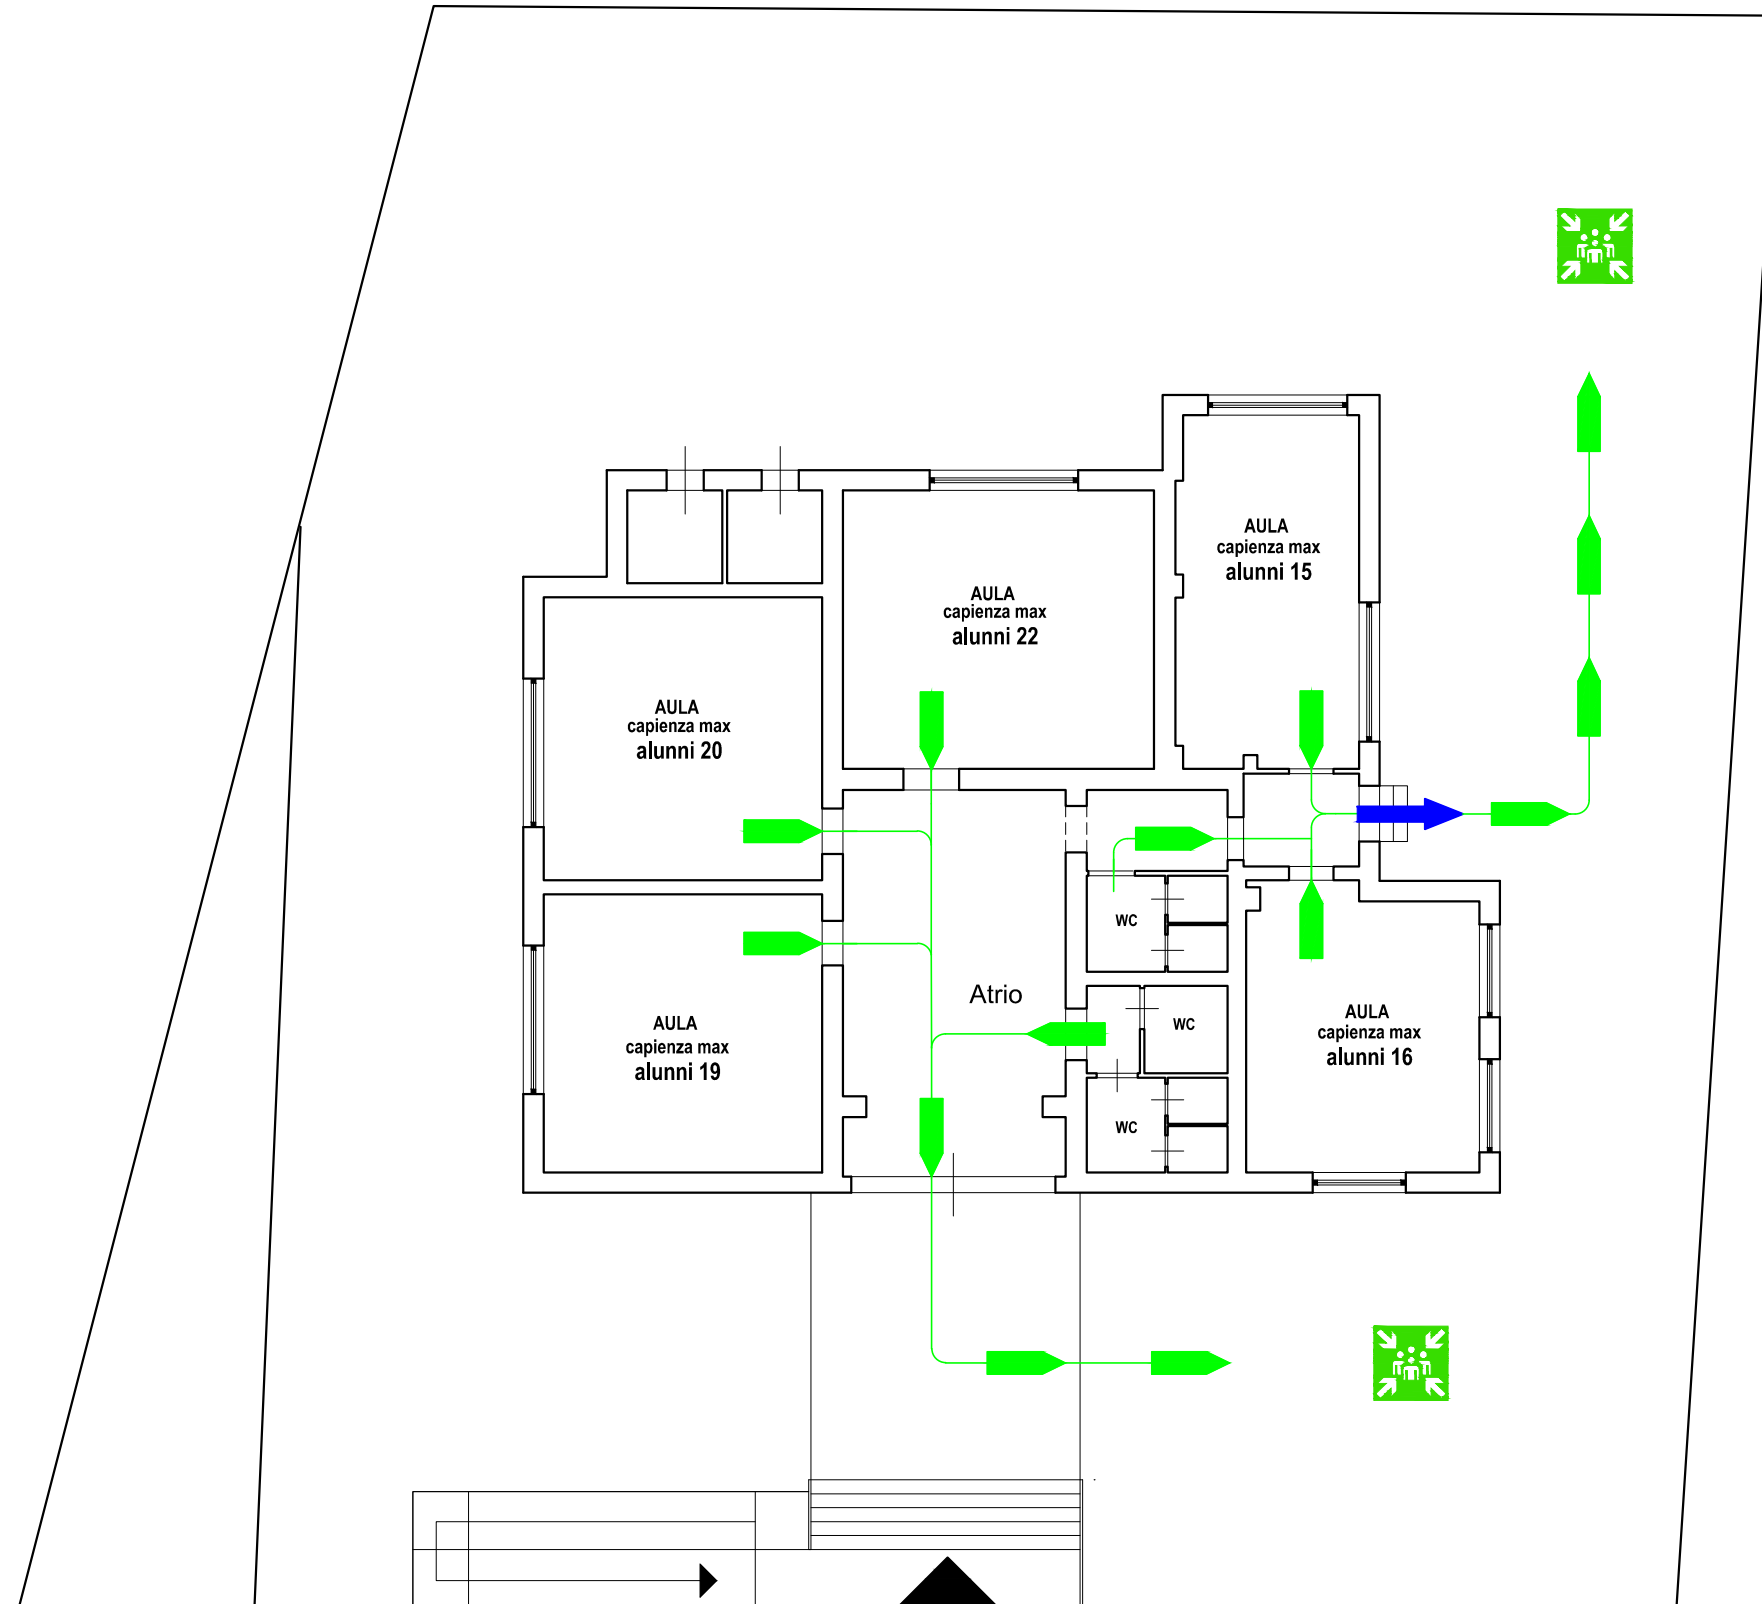 AULA
capienza max
alunni 15
AULA
capienza max
alunni 22
AULA
capienza max
alunni 20
WC
Atrio
WC
AULA
capienza max
alunni 16
AULA
capienza max
alunni 19
WC